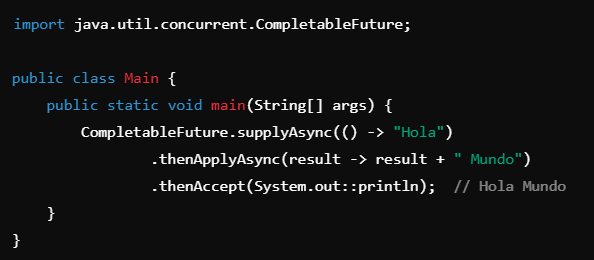 import java.util.concurrent.CompletableFuture;
public class Main {
    public static void main(String[] args) {
        CompletableFuture.supplyAsync(() -> "Hola")
                .thenApplyAsync(result -> result + " Mundo")
                .thenAccept(System.out::println);  // Hola Mundo
    }
}